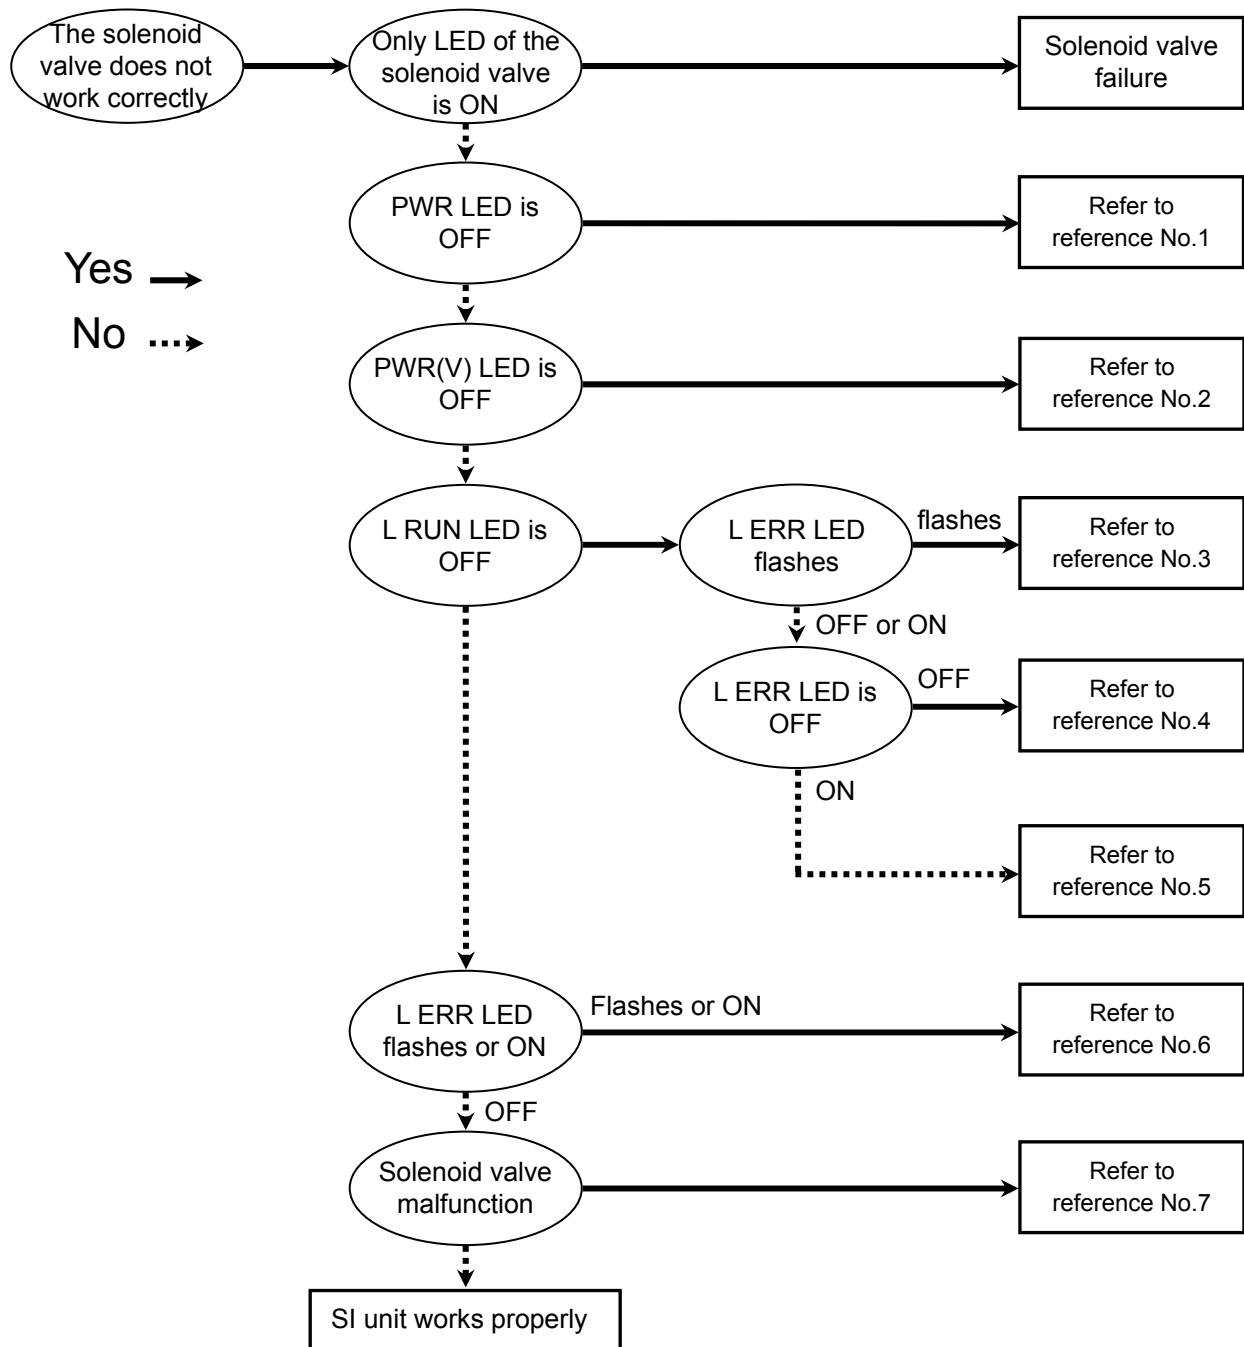 The solenoid
valve does not
work correctly
Only LED of the
solenoid valve
is ON
Solenoid valve
failure
PWR LED is
OFF
Refer to
reference No.1
Yes
No
PWR(V) LED is
OFF
Refer to
reference No.2
L RUN LED is
OFF
L ERR LED
flashes
flashes
Refer to
reference No.3
OFF or ON
L ERR LED is
OFF
OFF
Refer to
reference No.4
ON
Refer to
reference No.5
L ERR LED
flashes or ON
Flashes or ON
Refer to
reference No.6
OFF
Solenoid valve
malfunction
Refer to
reference No.7
SI unit works properly